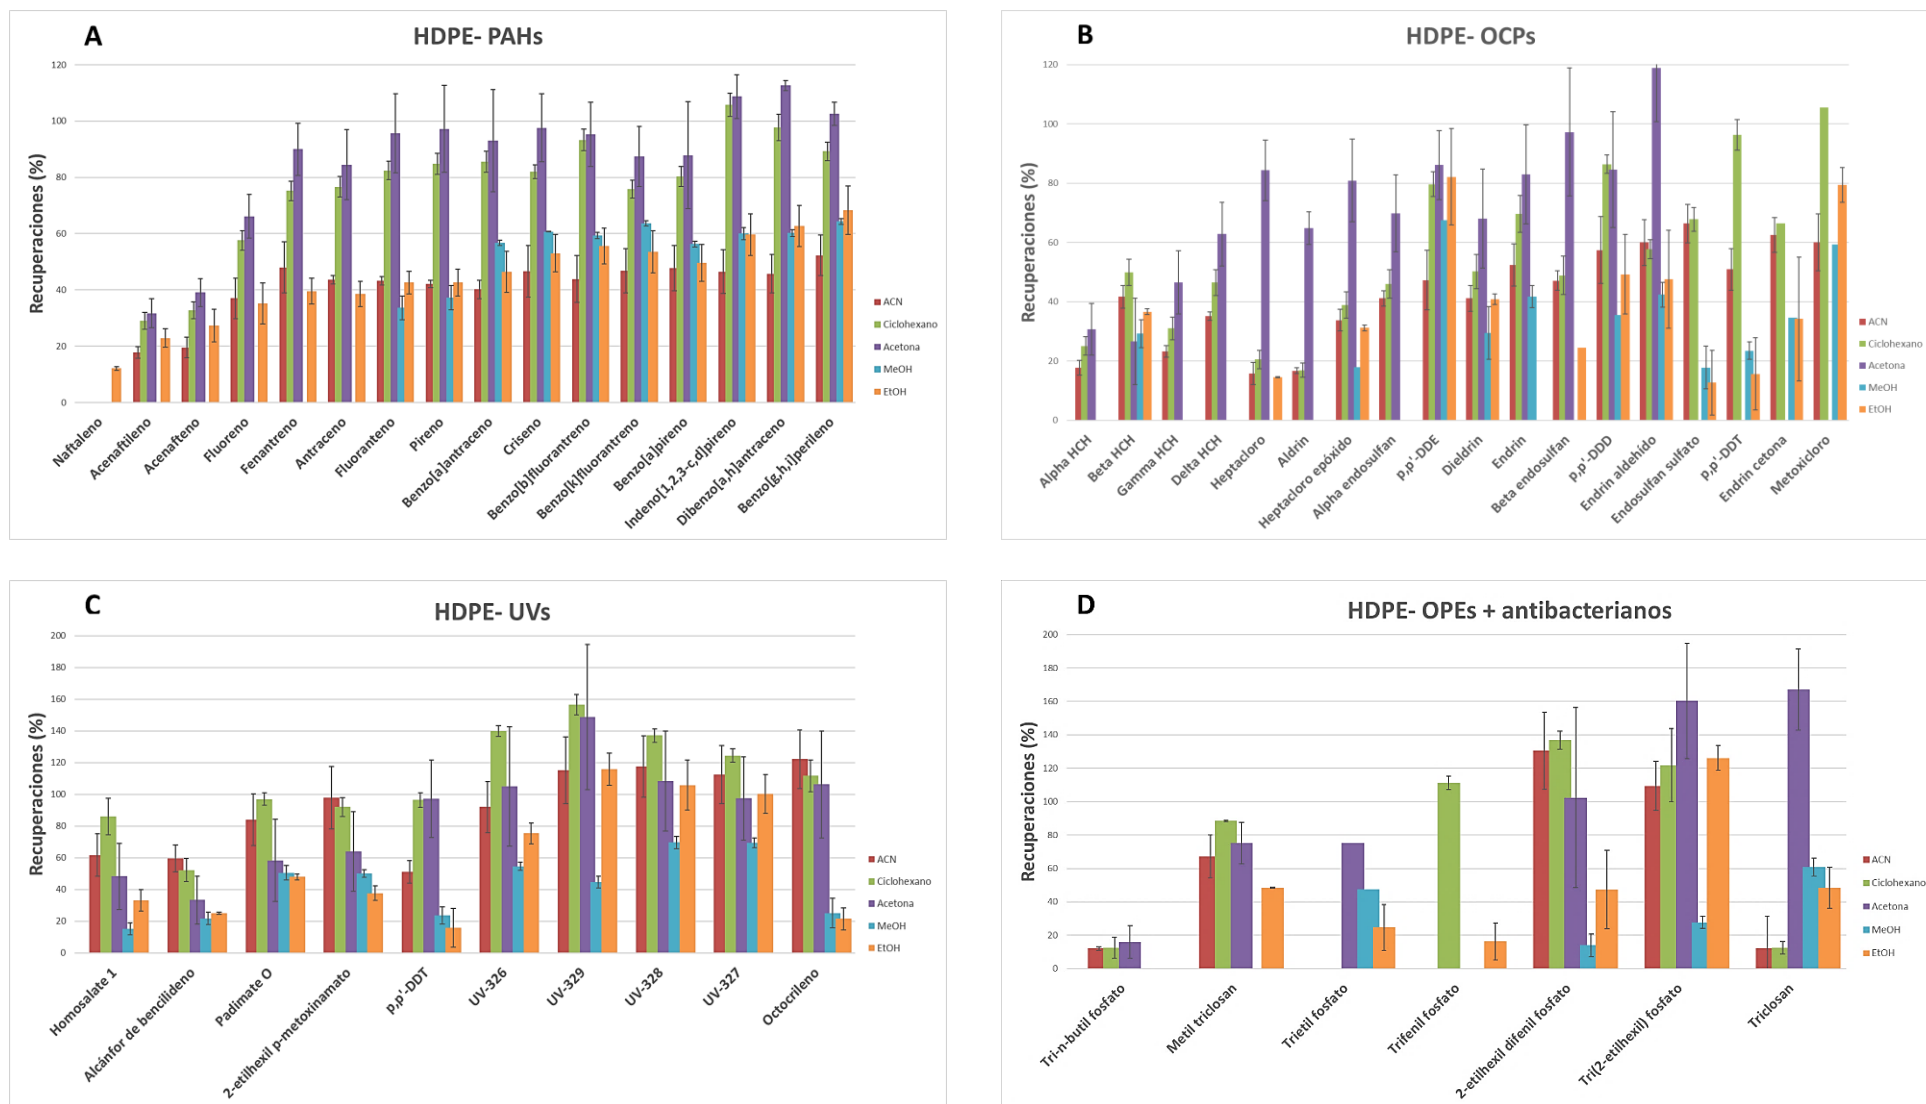 A
HDPE- PAHs
Recuperaciones (%)
120
100
80
60
40
20
0
Naftaleno
Acenaftileno
Acenafteno
Fluoreno
Fenantreno
Antraceno
Fluoranteno
Pireno
Benzo[a]antraceno
Criseno
Benzo[b]fluorantreno
Benzo[k]fluorantreno
Benzo[a]pireno
Indeno[1,2,3-c,d]pireno
Dibenzo[a,h]antraceno
Benzo[g,h,i]perileno
ACN
Ciclohexano
Acetona
MeOH
EtOH
B
HDPE- OCPs
Recuperaciones (%)
120
100
80
60
40
20
0
Alpha HCH
Beta HCH
Gamma HCH
Delta HCH
Heptacloro
Aldrin
Heptacloro epóxido
Alpha endosulfan
p,p'-DDE
Dieldrin
Endrin
Beta endosulfan
p,p'-DDD
Endrin aldehído
Endosulfan sulfato
p,p'-DDT
Endrin cetona
Metoxicloro
ACN
Ciclohexano
Acetona
MeOH
EtOH
C
HDPE- UVs
Recuperaciones (%)
200
180
160
140
120
100
80
60
40
20
0
Homosalate 1
Alcánfor de bencilideno
Padimate O
2-etilhexil p-metoxinamato
p,p'-DDT
UV-326
UV-329
UV-328
UV-327
Octocrileno
ACN
Ciclohexano
Acetona
MeOH
EtOH
D
HDPE- OPEs + antibacterianos
Recuperaciones (%)
200
180
160
140
120
100
80
60
40
20
0
Tri-n-butil fosfato
Metil triclosan
Trietil fosfato
Trifenil fosfato
2-etilhexil difenil fosfato
Tri(2-etilhexil) fosfato
Triclosan
ACN
Ciclohexano
Acetona
MeOH
EtOH